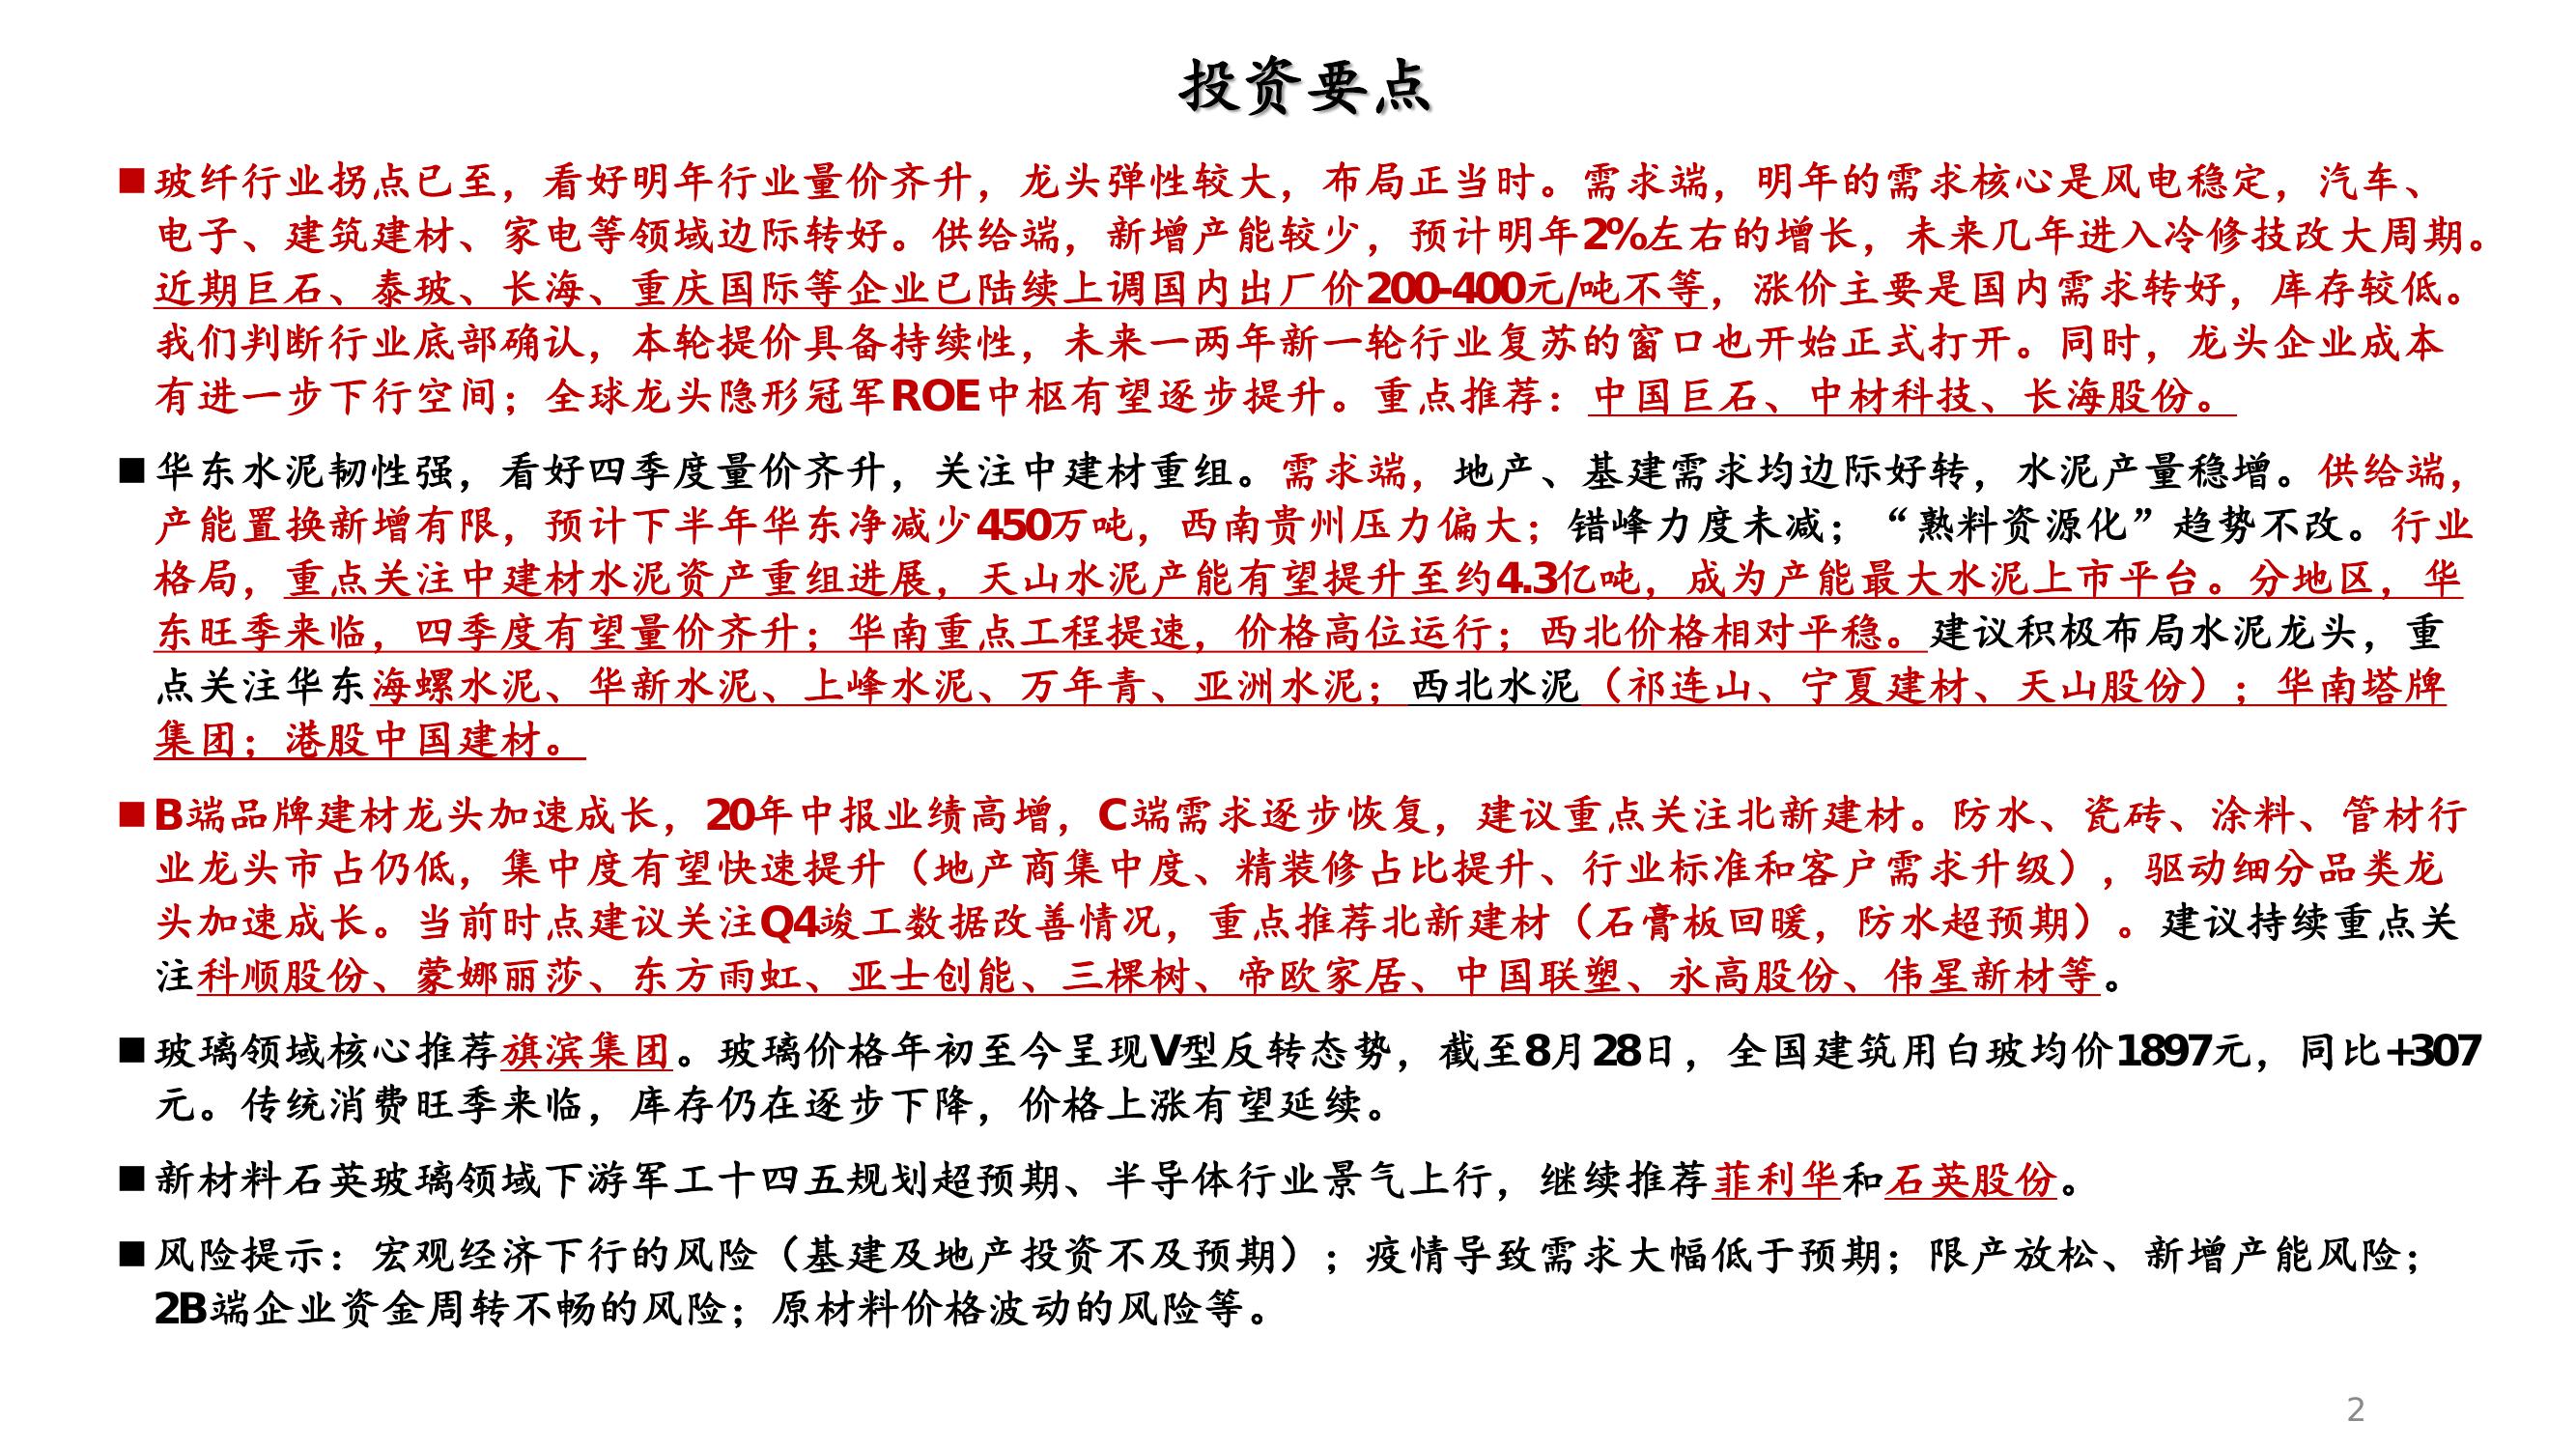 投资要点
■玻纤行业拐点已至，看好明年行业量价齐升，龙头弹性较大，布局正当时。需求端，明年的需求核心是风电稳定，汽车、
电子、建筑建材、家电等领域边际转好。供给端，新增产能较少，预计明年2%左右的增长，未来几年进入冷修技改大周期。
近期巨石、泰玻、长海、重庆国际等企业已陆续上调国内出厂价200-400元/吨不等，涨价主要是国内需求转好，库存较低。
我们判断行业底部确认，本轮提价具备持续性，未来一两年新一轮行业复苏的窗口也开始正式打开。同时，龙头企业成本
有进一步下行空间；全球龙头隐形冠军ROE中枢有望逐步提升。重点推荐：中国巨石、中材科技、长海股份。
■华东水泥韧性强，看好四季度量价齐升，关注中建材重组。需求端，地产、基建需求均边际好转，水泥产量稳增。供给端，
产能置换新增有限，预计下半年华东净减少450万吨，西南贵州压力偏大；错峰力度未减；“熟料资源化”趋势不改。行业
格局，重点关注中建材水泥资产重组进展，天山水泥产能有望提升至约4.3亿吨，成为产能最大水泥上市平台。分地区，华
东旺季来临，四季度有望量价齐升；华南重点工程提速，价格高位运行；西北价格相对平稳。建议积极布局水泥龙头，重
点关注华东海螺水泥、华新水泥、上峰水泥、万年青、亚洲水泥；西北水泥（祁连山、宁夏建材、天山股份）；华南塔牌
集团；港股中国建材。
■B端品牌建材龙头加速成长，20年中报业绩高增，C端需求逐步恢复，建议重点关注北新建材。防水、瓷砖、涂料、管材行
业龙头市占仍低，集中度有望快速提升（地产商集中度、精装修占比提升、行业标准和客户需求升级），驱动细分品类龙
头加速成长。当前时点建议关注Q4竣工数据改善情况，重点推荐北新建材（石膏板回暖，防水超预期）。建议持续重点关
注科顺股份、蒙娜丽莎、东方雨虹、亚士创能、三棵树、帝欧家居、中国联塑、永高股份、伟星新材等。
■玻璃领域核心推荐旗滨集团。玻璃价格年初至今呈现V型反转态势，截至8月28日，全国建筑用白玻均价1897元，同比+307
元。传统消费旺季来临，库存仍在逐步下降，价格上涨有望延续。
■新材料石英玻璃领域下游军工十四五规划超预期、半导体行业景气上行，继续推荐菲利华和石英股份。
■风险提示：宏观经济下行的风险（基建及地产投资不及预期）；疫情导致需求大幅低于预期；限产放松、新增产能风险；
2B端企业资金周转不畅的风险；原材料价格波动的风险等。
2